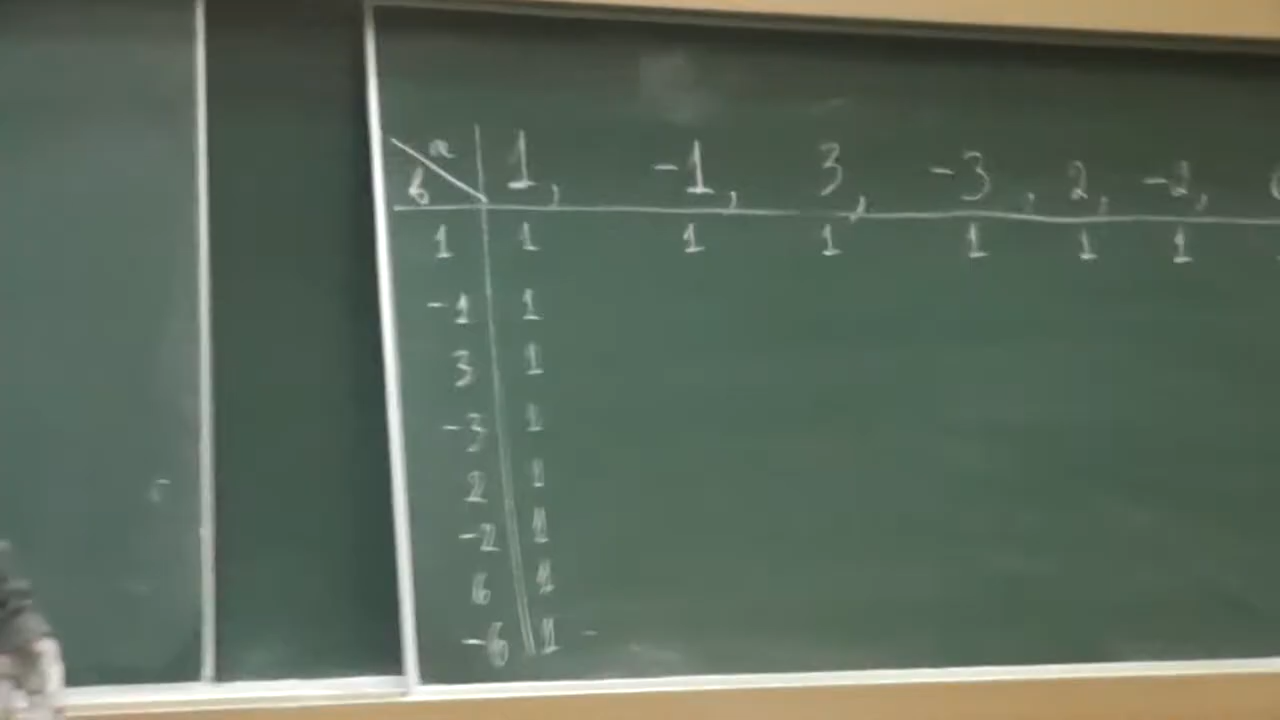 a 1, -1, 3, -3, 2, -2,
b
1 1 1 1 1 1 1
-1 1
3 1
-3 1
2 1
-2 1
6 1
-6 1 -